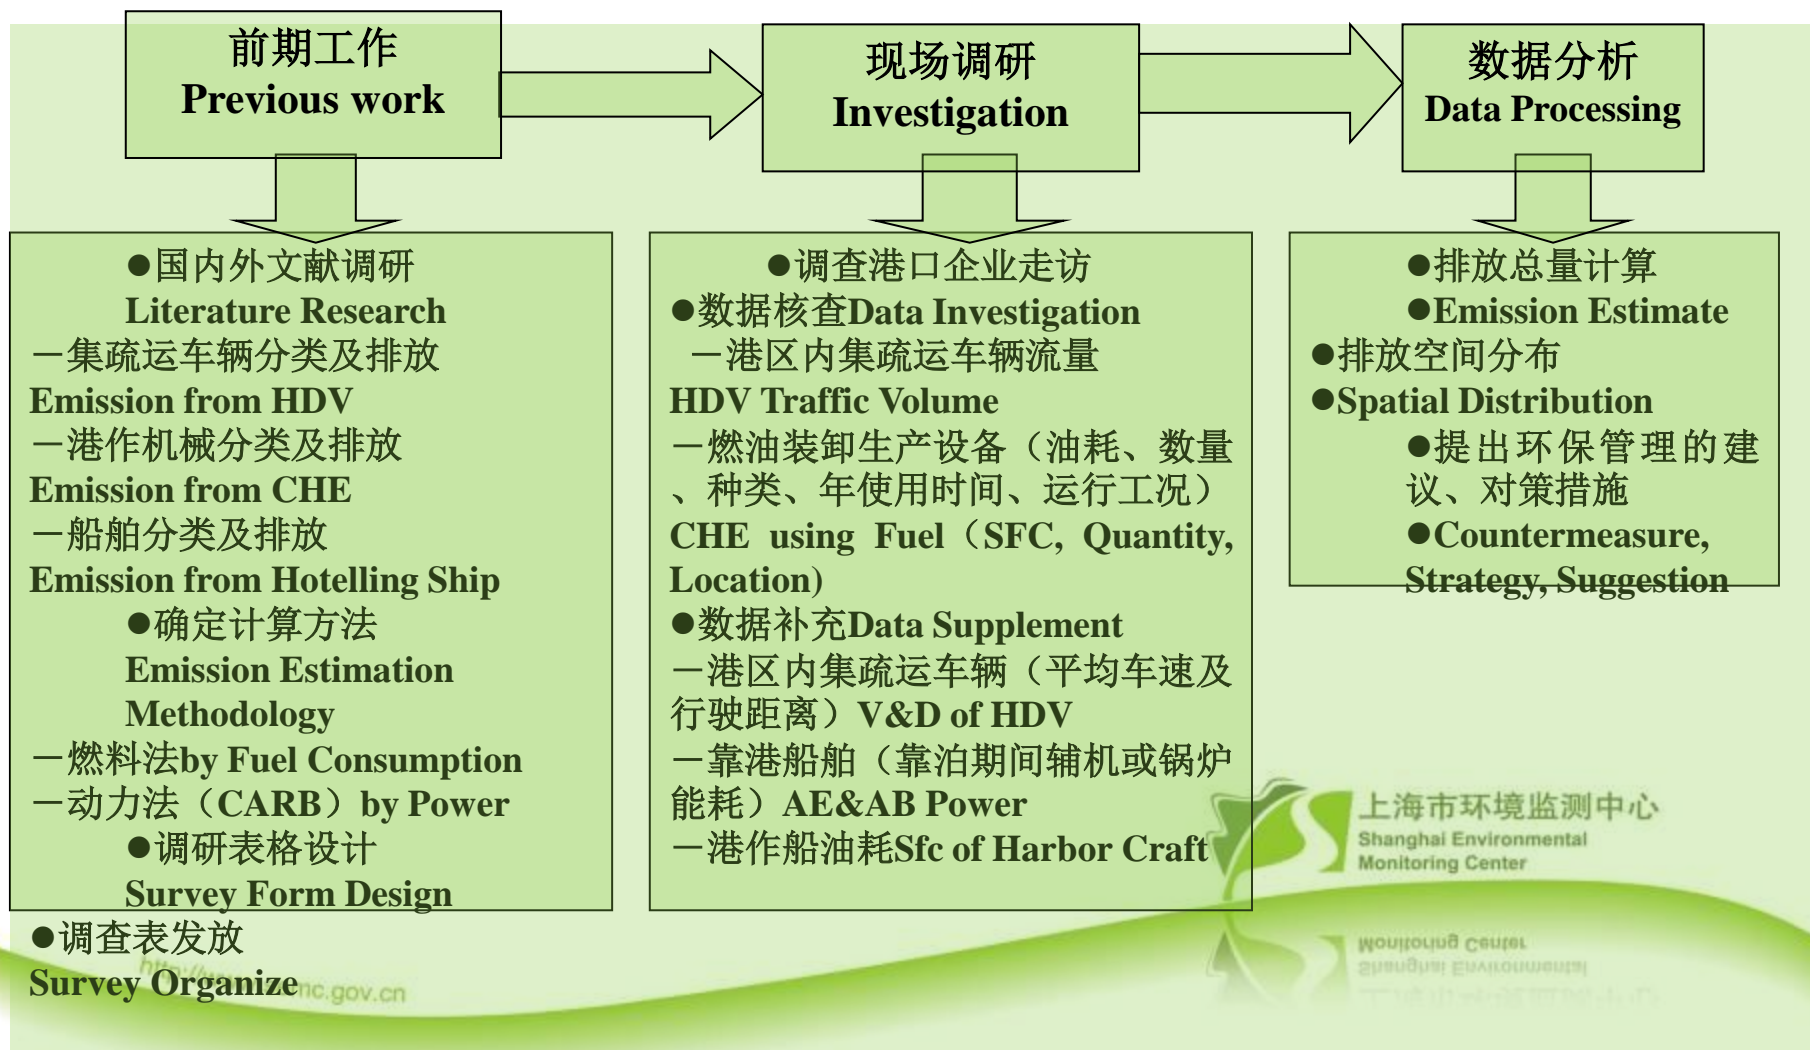 前期工作
Previous work
现场调研
Investigation
数据分析
Data Processing
●国内外文献调研
Literature Research
－集疏运车辆分类及排放
Emission from HDV
－港作机械分类及排放
Emission from CHE
－船舶分类及排放
Emission from Hotelling Ship
●确定计算方法
Emission Estimation
Methodology
－燃料法by Fuel Consumption
－动力法（CARB）by Power
●调研表格设计
Survey Form Design
●调查表发放
Survey Organize
●调查港口企业走访
●数据核查Data Investigation
－港区内集疏运车辆流量
HDV Traffic Volume
－燃油装卸生产设备（油耗、数量
、种类、年使用时间、运行工况）
CHE using Fuel（SFC, Quantity,
Location)
●数据补充Data Supplement
－港区内集疏运车辆（平均车速及
行驶距离）V&D of HDV
－靠港船舶（靠泊期间辅机或锅炉
能耗）AE&AB Power
－港作船油耗Sfc of Harbor Craft
●排放总量计算
●Emission Estimate
●排放空间分布
●Spatial Distribution
●提出环保管理的建
议、对策措施
●Countermeasure,
Strategy, Suggestion
上海市环境监测中心
Shanghai Environmental
Monitoring Center